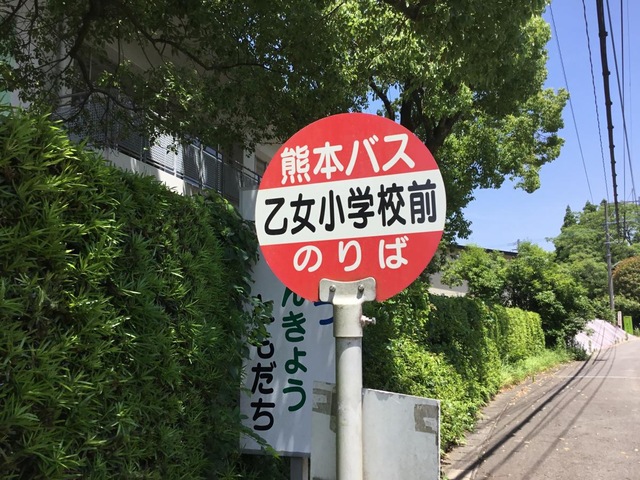 熊本バス
乙女小学校前
のりば
んきょう
もだち